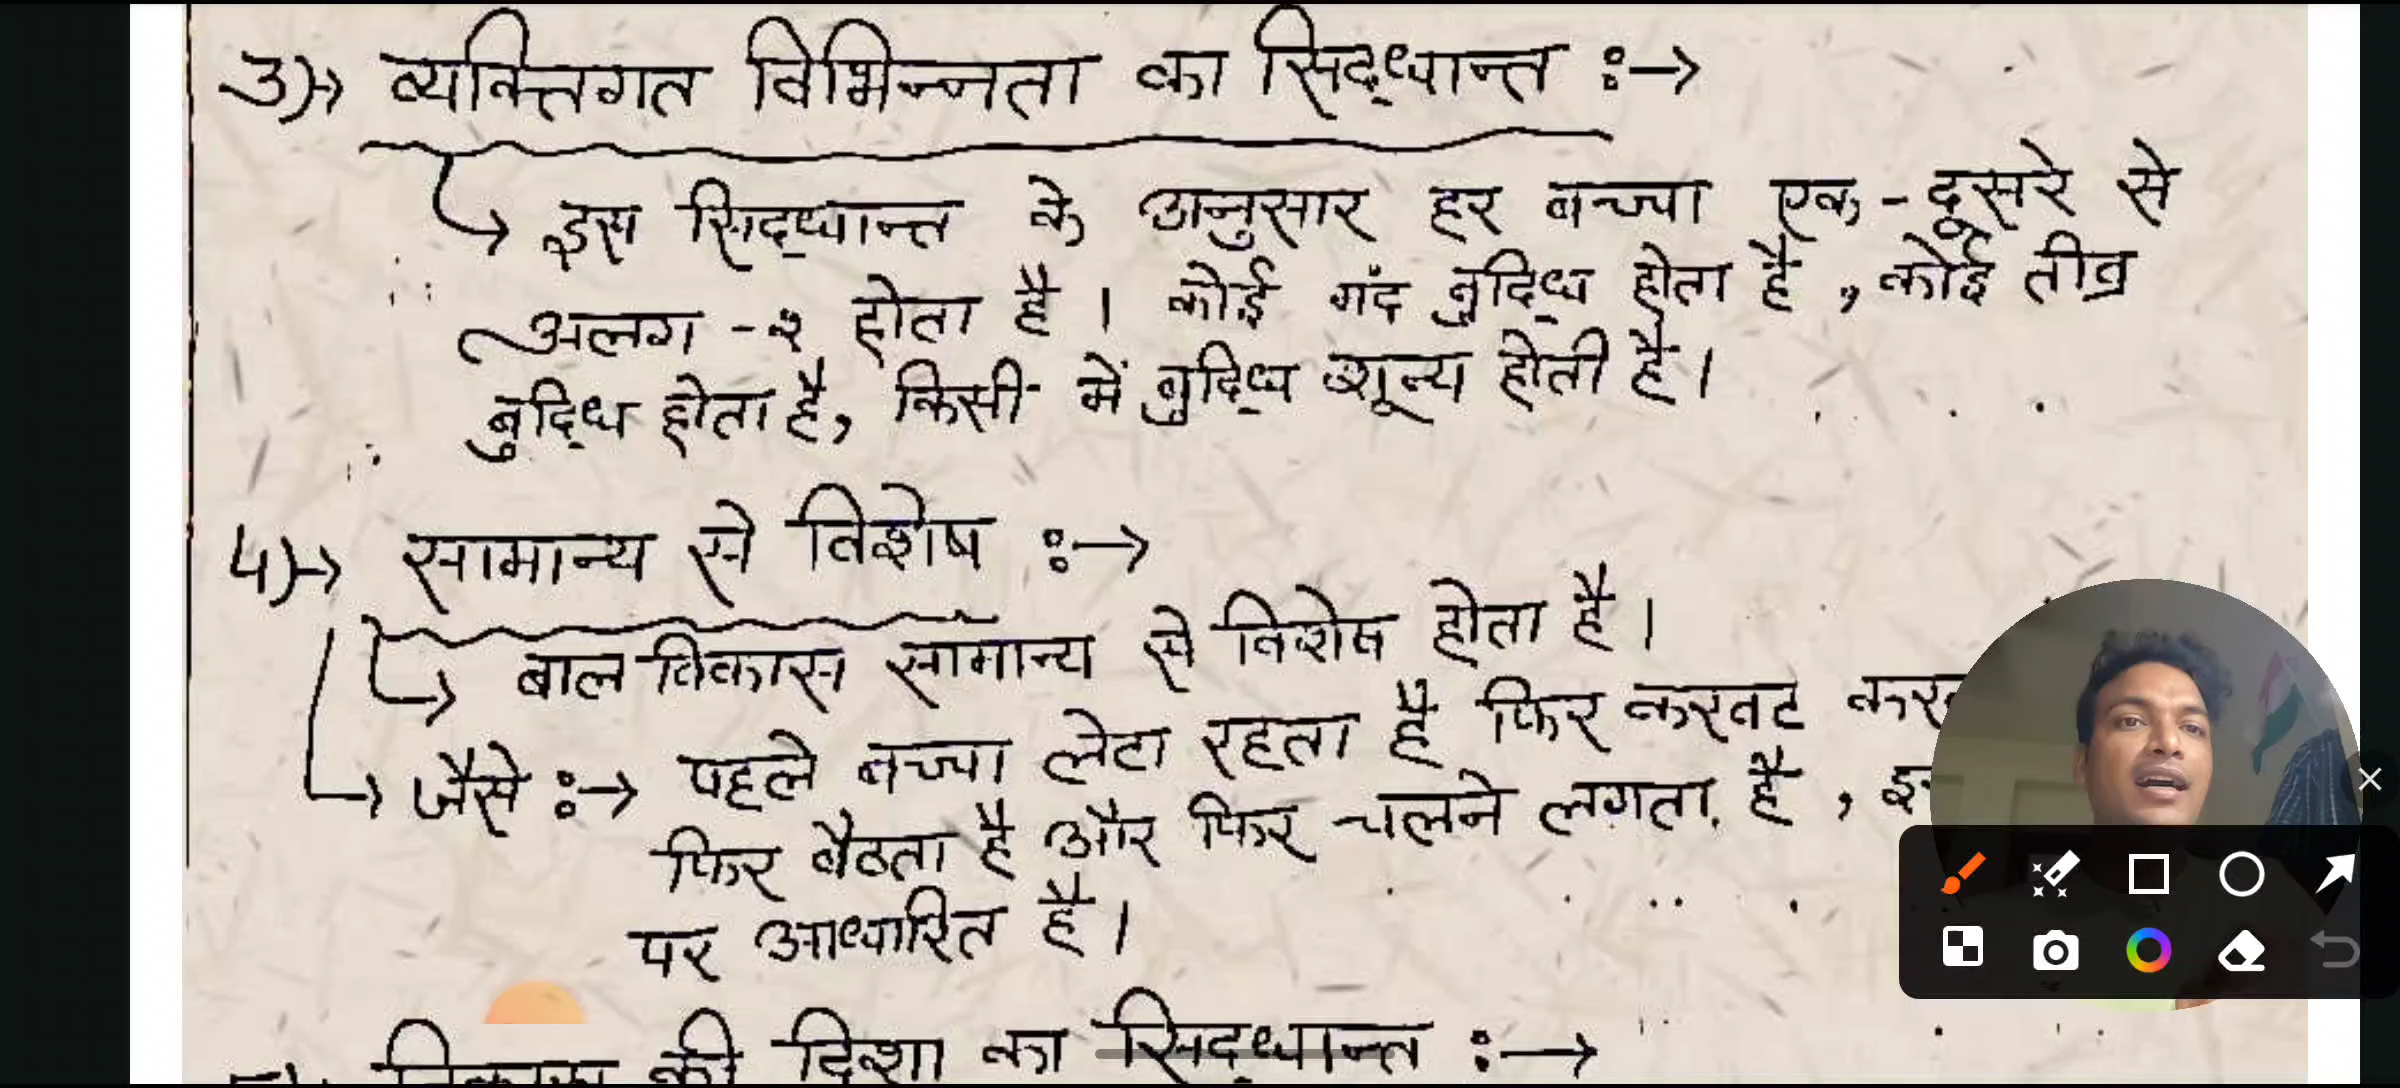 3)→ व्यक्तिगत विभिन्नता का सिद्धान्त :→
इस सिद्धान्त के अनुसार हर बच्चा एक-दूसरे से
अलग-२ होता है। कोई मंद बुद्धि होता है, कोई तीव्र
बुद्धि होता है, किसी में बुद्धि शून्य होती है।
4)→ सामान्य से विशेष :→
बाल विकास सामान्य से विशेष होता है।
जैसे :→ पहले बच्चा लेटा रहता है फिर करवट
फिर बैठता है और फिर चलने लगता है,
पर आधारित है।
विकास की दिशा का सिद्धान्त :→